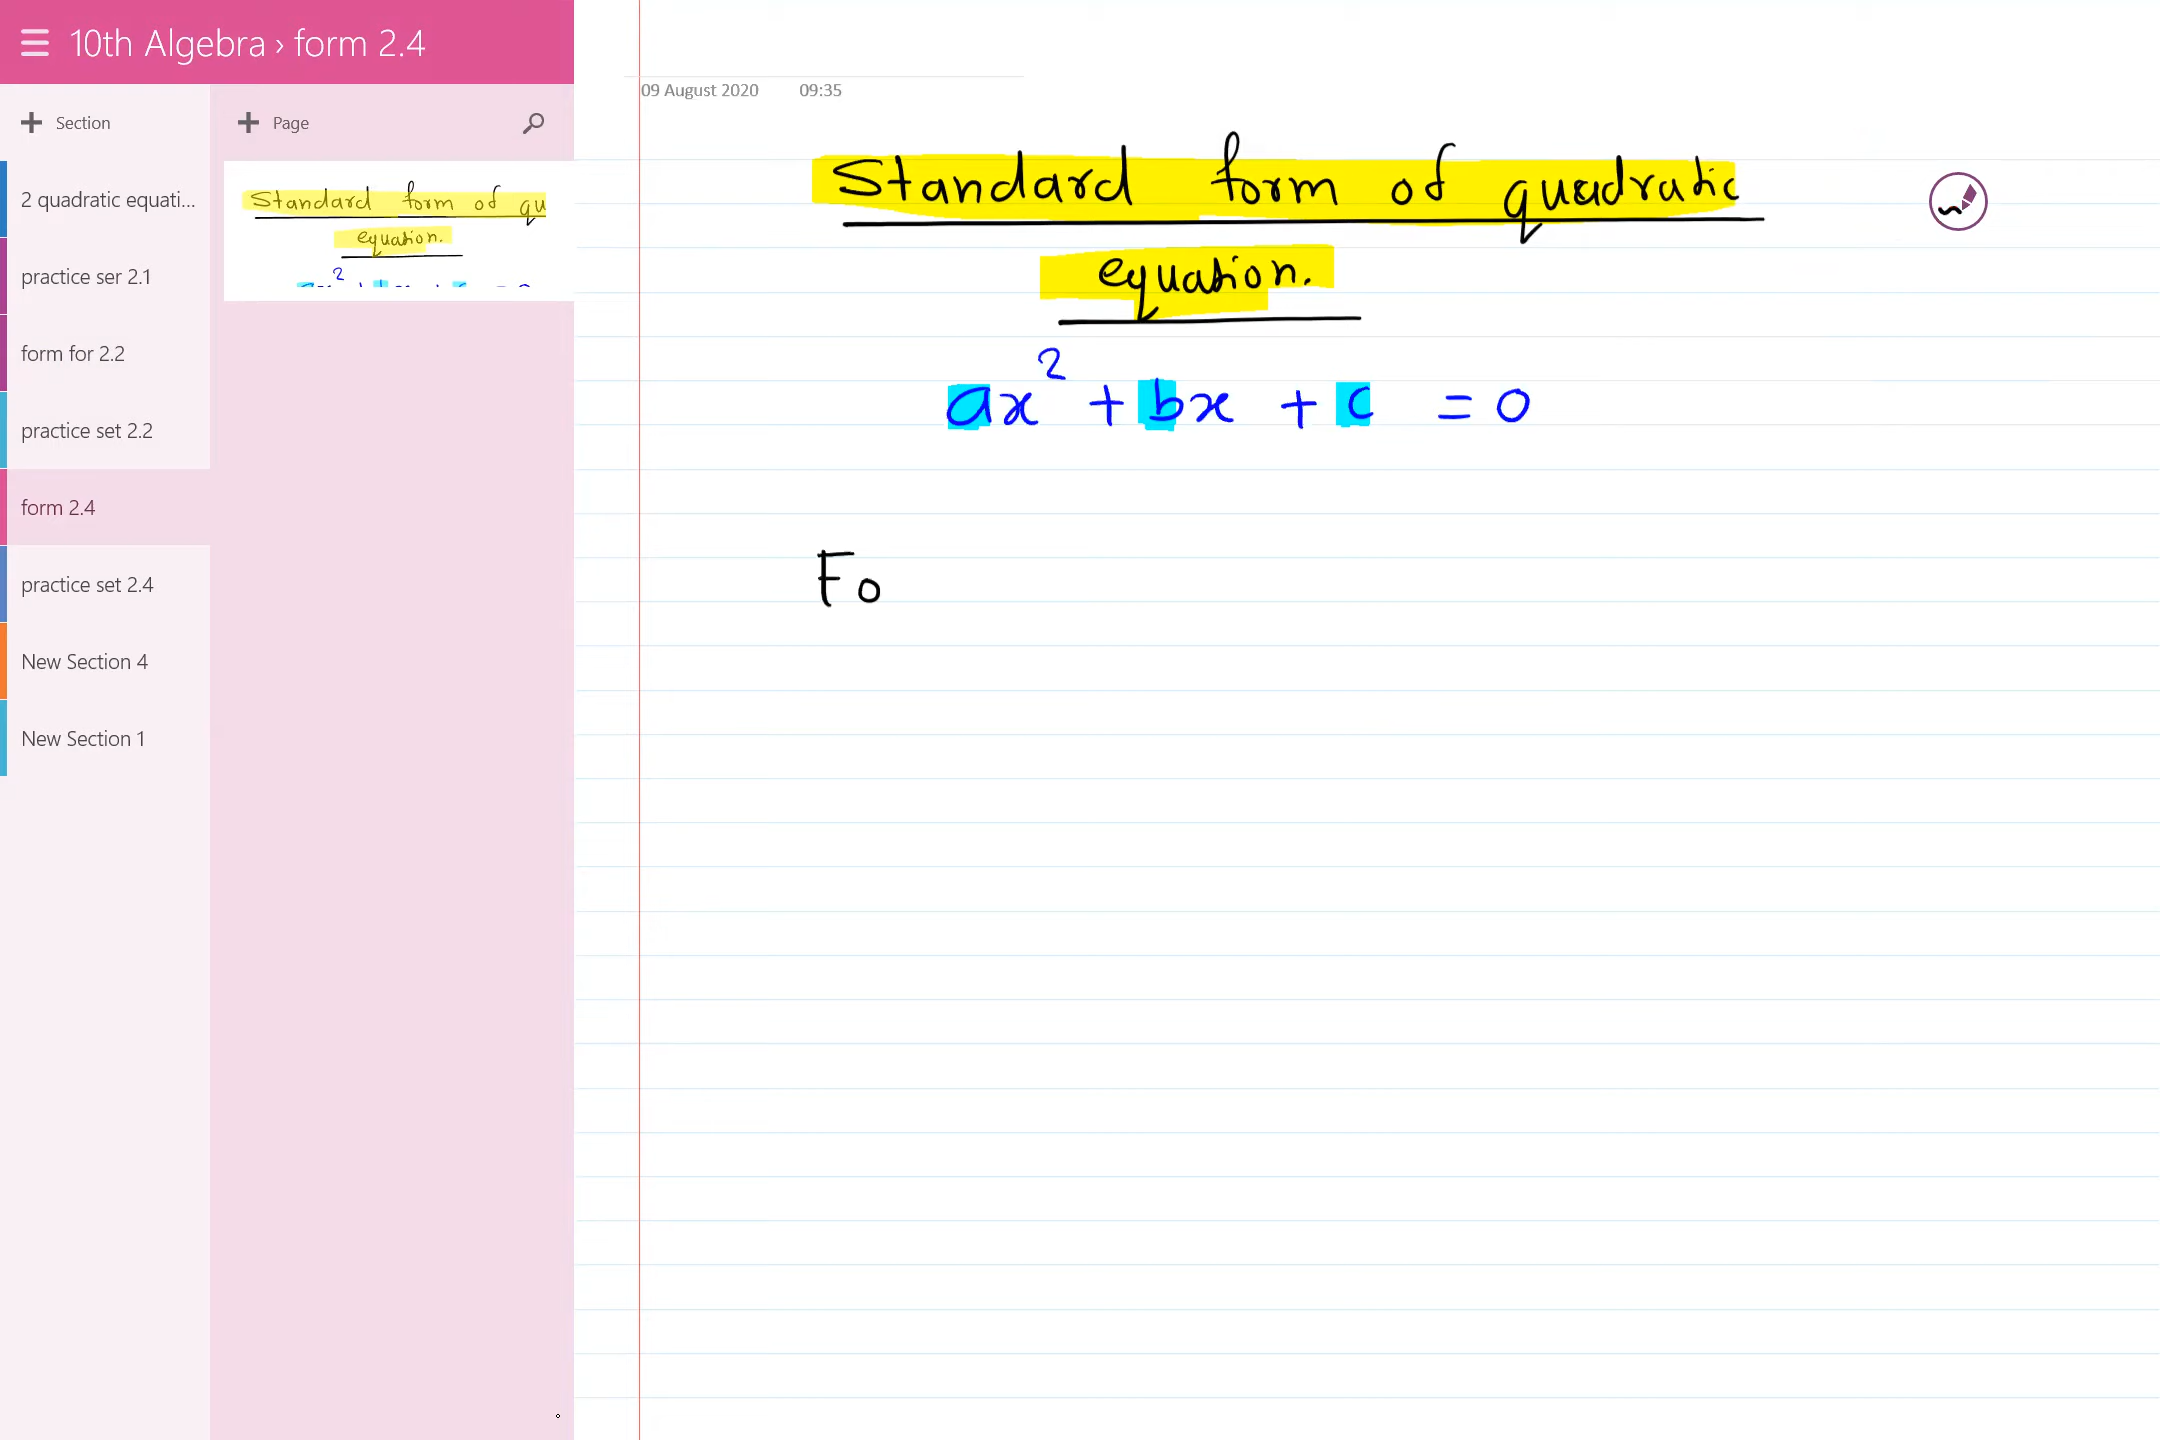 10th Algebra › form 2.4
+ Section
+ Page
2 quadratic equati...
practice ser 2.1
form for 2.2
practice set 2.2
form 2.4
practice set 2.4
New Section 4
New Section 1
Standard form of qu
equation.
2
09 August 2020 09:35
Standard form of quadratic
equation.
ax² + bx + c = 0
Fo